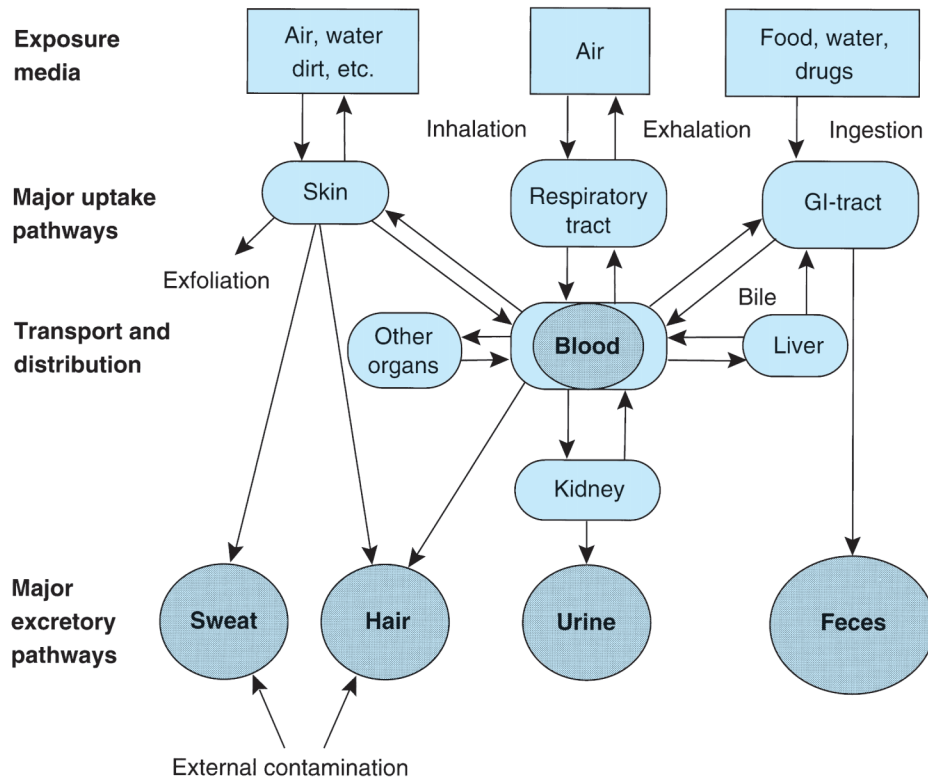 Exposure
media
Air, water
dirt, etc.
Air
Food, water,
drugs
Inhalation
Exhalation
Ingestion
Major uptake
pathways
Skin
Respiratory
tract
GI-tract
Exfoliation
Bile
Transport and
distribution
Other
organs
Blood
Liver
Kidney
Major
excretory
pathways
Sweat
Hair
Urine
Feces
External contamination